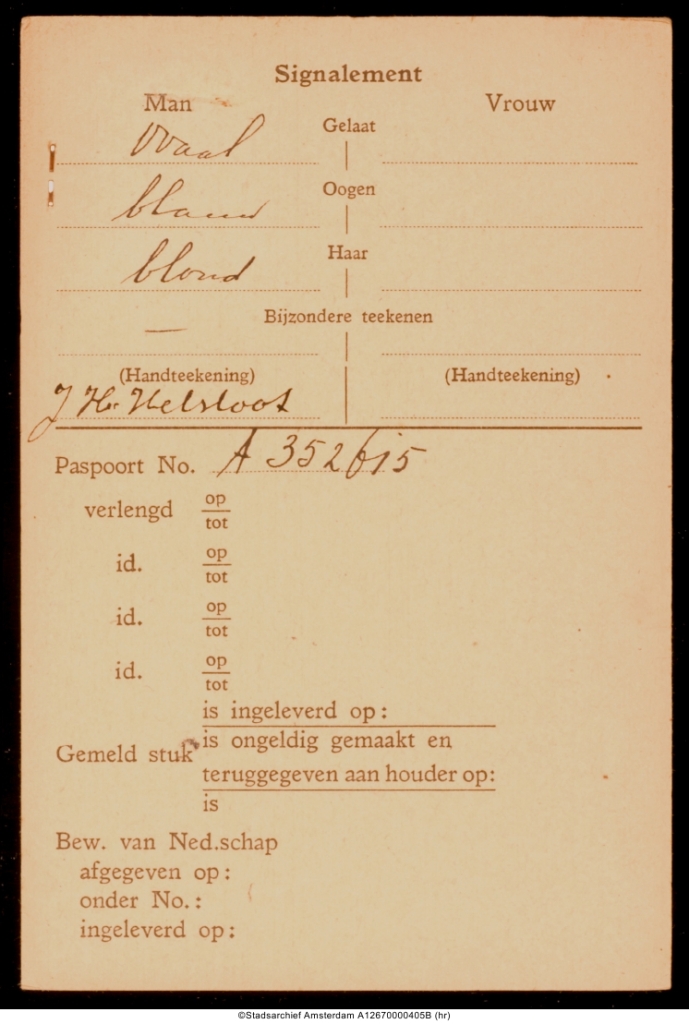 Signalement
Man Vrouw
Gelaat
Ovaal
Oogen
blauw
Haar
blond
Bijzondere teekenen
—
(Handteekening) (Handteekening)
J H. Helsloot
Paspoort No. A 352615
verlengd op
tot
id. op
tot
id. op
tot
id. op
tot
is ingeleverd op:
Gemeld stuk is ongeldig gemaakt en
teruggegeven aan houder op:
is
Bew. van Ned.schap
afgegeven op:
onder No.:
ingeleverd op:
©Stadsarchief Amsterdam A12670000405B (hr)